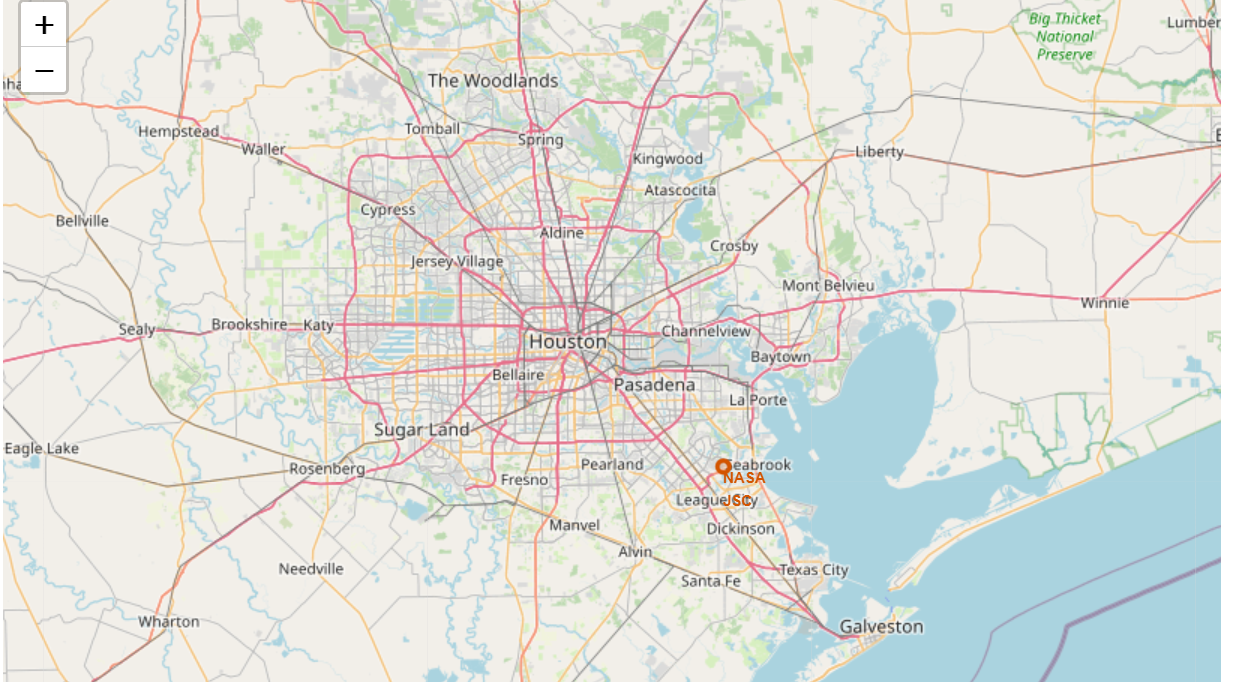 +
−
Big Thicket
National
Preserve
The Woodlands
Hempstead
Tomball
Spring
Waller
Kingwood
Liberty
Atascocita
Cypress
Bellville
Aldine
Crosby
Jersey Village
Mont Belvieu
Winnie
Sealy
Brookshire
Katy
Channelview
Houston
Baytown
Bellaire
Pasadena
La Porte
Sugar Land
Eagle Lake
Rosenberg
Pearland
Seabrook
NASA
JSC
Fresno
League City
Manvel
Dickinson
Alvin
Needville
Santa Fe
Texas City
Wharton
Galveston